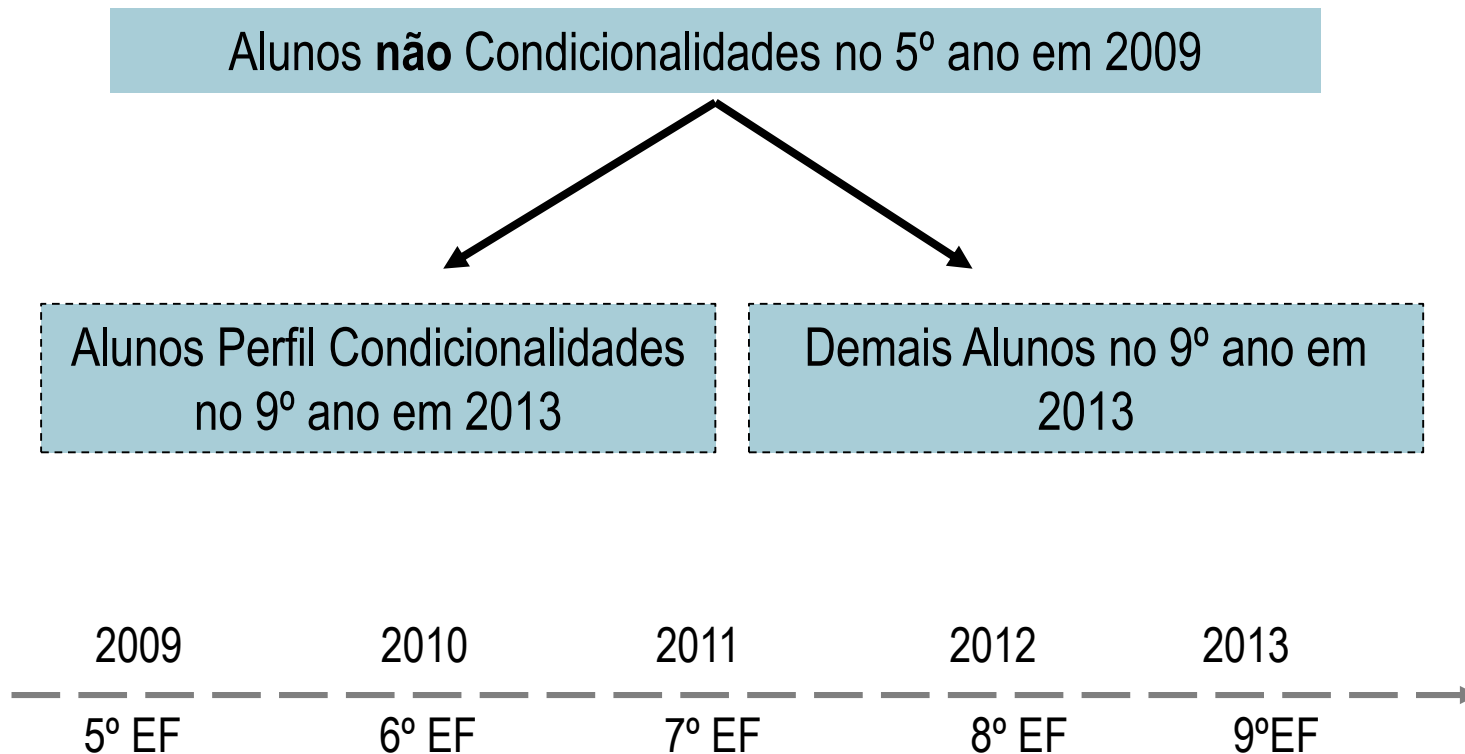 Alunos não Condicionalidades no 5º ano em 2009
Alunos Perfil Condicionalidades
no 9º ano em 2013
Demais Alunos no 9º ano em
2013
2009 2010 2011 2012 2013
5º EF 6º EF 7º EF 8º EF 9ºEF